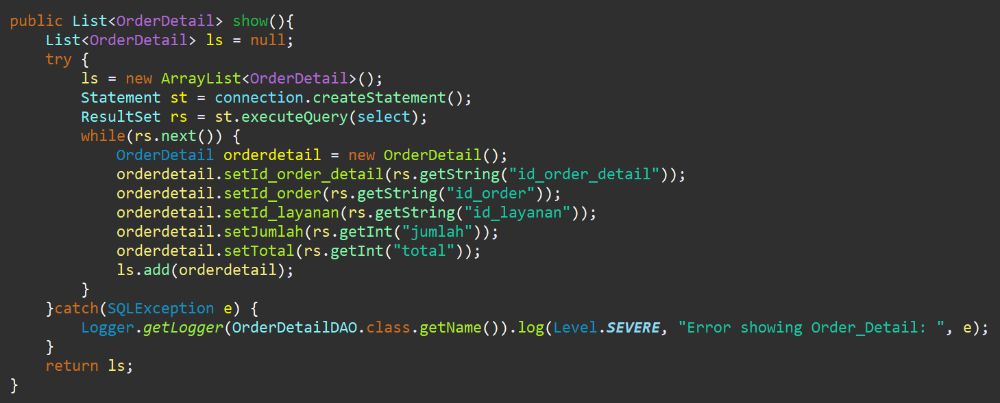 public List<OrderDetail> show(){
    List<OrderDetail> ls = null;
    try {
        ls = new ArrayList<OrderDetail>();
        Statement st = connection.createStatement();
        ResultSet rs = st.executeQuery(select);
        while(rs.next()) {
            OrderDetail orderdetail = new OrderDetail();
            orderdetail.setId_order_detail(rs.getString("id_order_detail"));
            orderdetail.setId_order(rs.getString("id_order"));
            orderdetail.setId_layanan(rs.getString("id_layanan"));
            orderdetail.setJumlah(rs.getInt("jumlah"));
            orderdetail.setTotal(rs.getInt("total"));
            ls.add(orderdetail);
        }
    }catch(SQLException e) {
        Logger.getLogger(OrderDetailDAO.class.getName()).log(Level.SEVERE, "Error showing Order_Detail: ", e);
    }
    return ls;
}